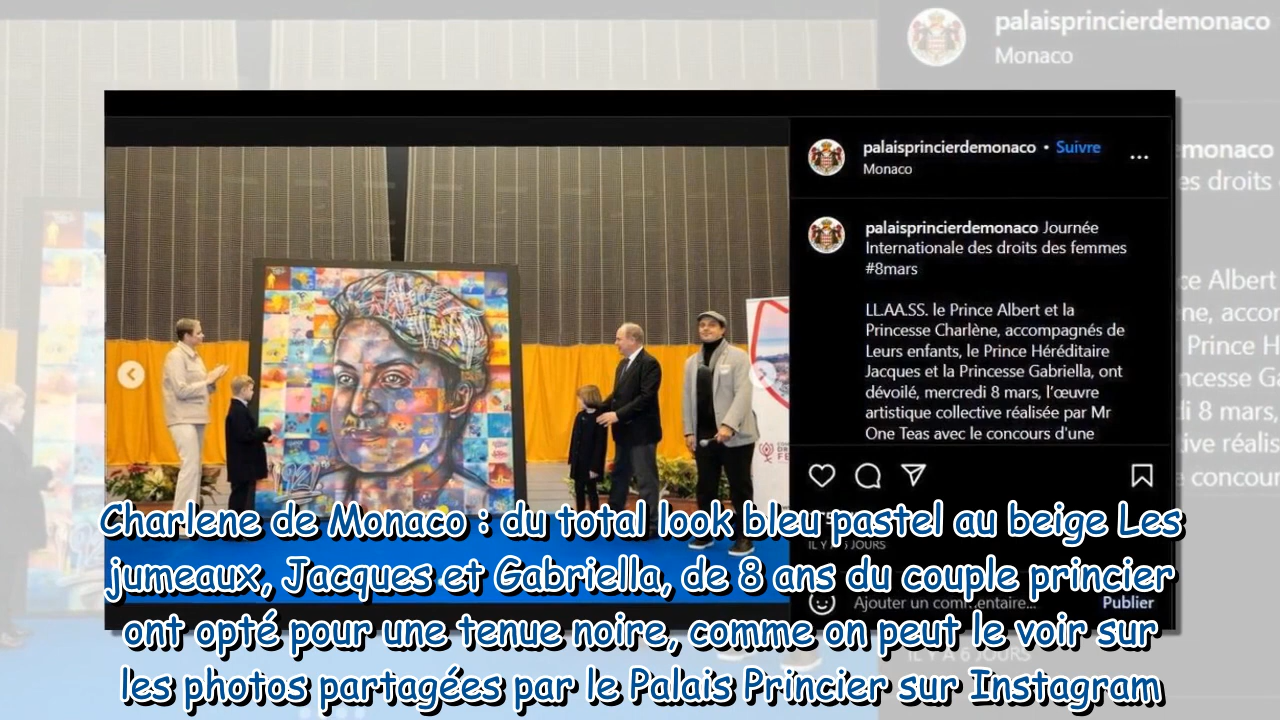 palaisprincierdemonaco
Monaco
palaisprincierdemonaco • Suivre
Monaco
palaisprincierdemonaco Journée
Internationale des droits des femmes
#8mars
LL.AA.SS. le Prince Albert et la
Princesse Charlène, accompagnés de
Leurs enfants, le Prince Héréditaire
Jacques et la Princesse Gabriella, ont
dévoilé, mercredi 8 mars, l'œuvre
artistique collective réalisée par Mr
One Teas avec le concours d'une
Charlene de Monaco : du total look bleu pastel au beige Les
jumeaux, Jacques et Gabriella, de 8 ans du couple princier
ont opté pour une tenue noire, comme on peut le voir sur
les photos partagées par le Palais Princier sur Instagram
JOURS
Ajouter un commentaire...
Publier
IL Y A 6 JOURS